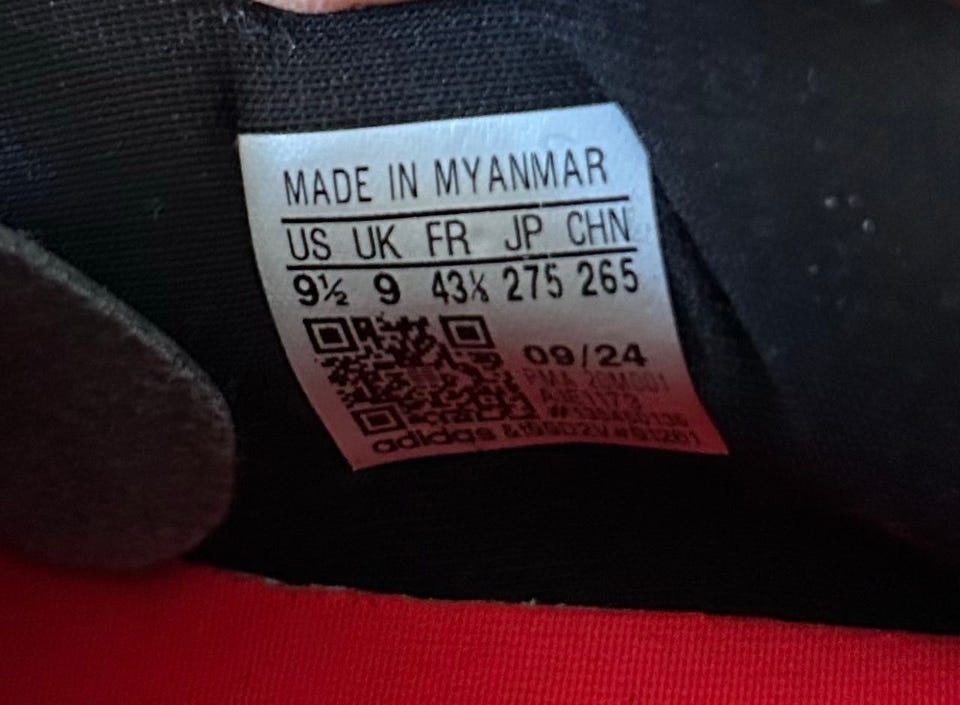 MADE IN MYANMAR
US UK FR JP CHN
9½ 9 43⅓ 275 265
09/24
adidas